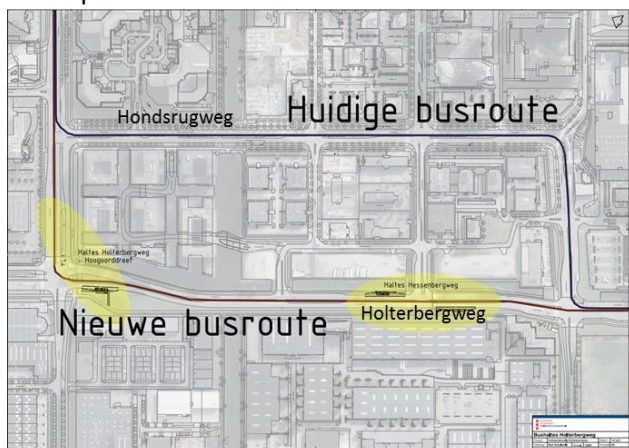 Hondsrugweg
Huidige busroute
Haltes Holterbergweg
- Hoogoorddreef
Haltes Hessenbergweg
Nieuwe busroute
Holterbergweg
Bushaltes Holterbergweg